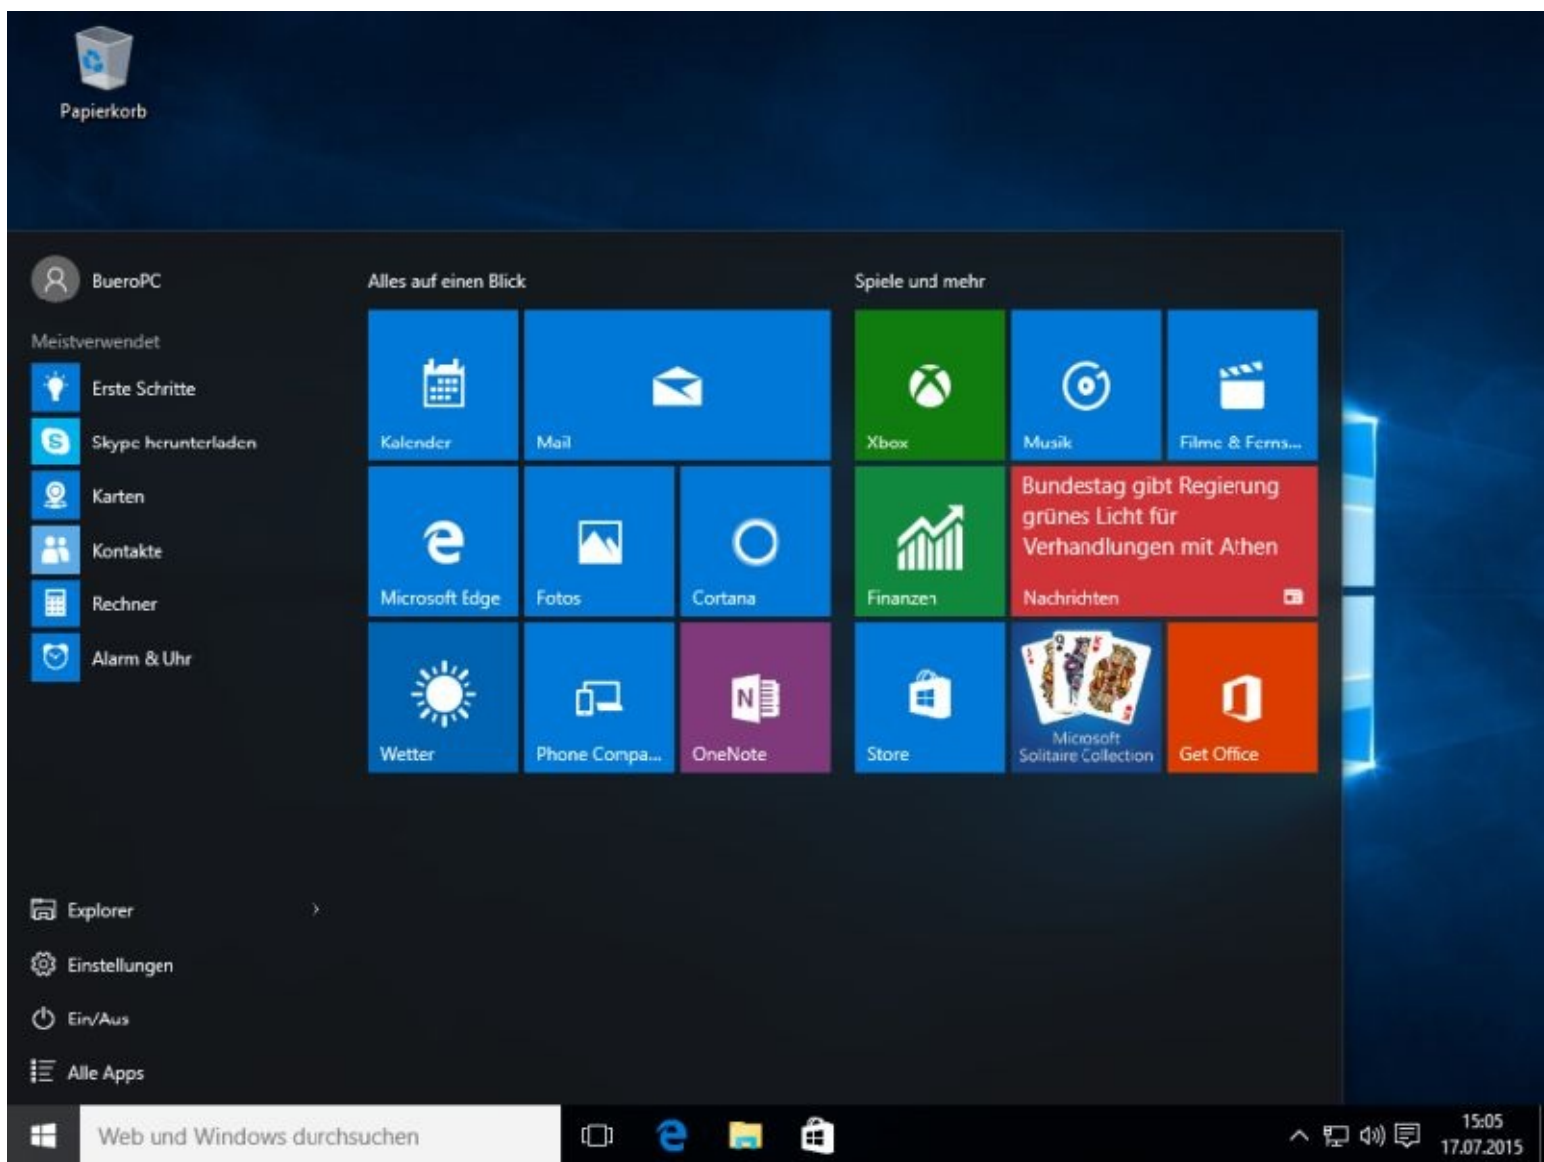 Papierkorb
BueroPC
Meistverwendet
Erste Schritte
Skype herunterladen
Karten
Kontakte
Rechner
Alarm & Uhr
Explorer
Einstellungen
Ein/Aus
Alle Apps
Alles auf einen Blick
Kalender
Mail
Microsoft Edge
Fotos
Cortana
Wetter
Phone Compa...
OneNote
Spiele und mehr
Xbox
Musik
Filme & Ferns...
Finanzen
Bundestag gibt Regierung
grünes Licht für
Verhandlungen mit Athen
Nachrichten
Store
Microsoft
Solitaire Collection
Get Office
Web und Windows durchsuchen
15:05
17.07.2015